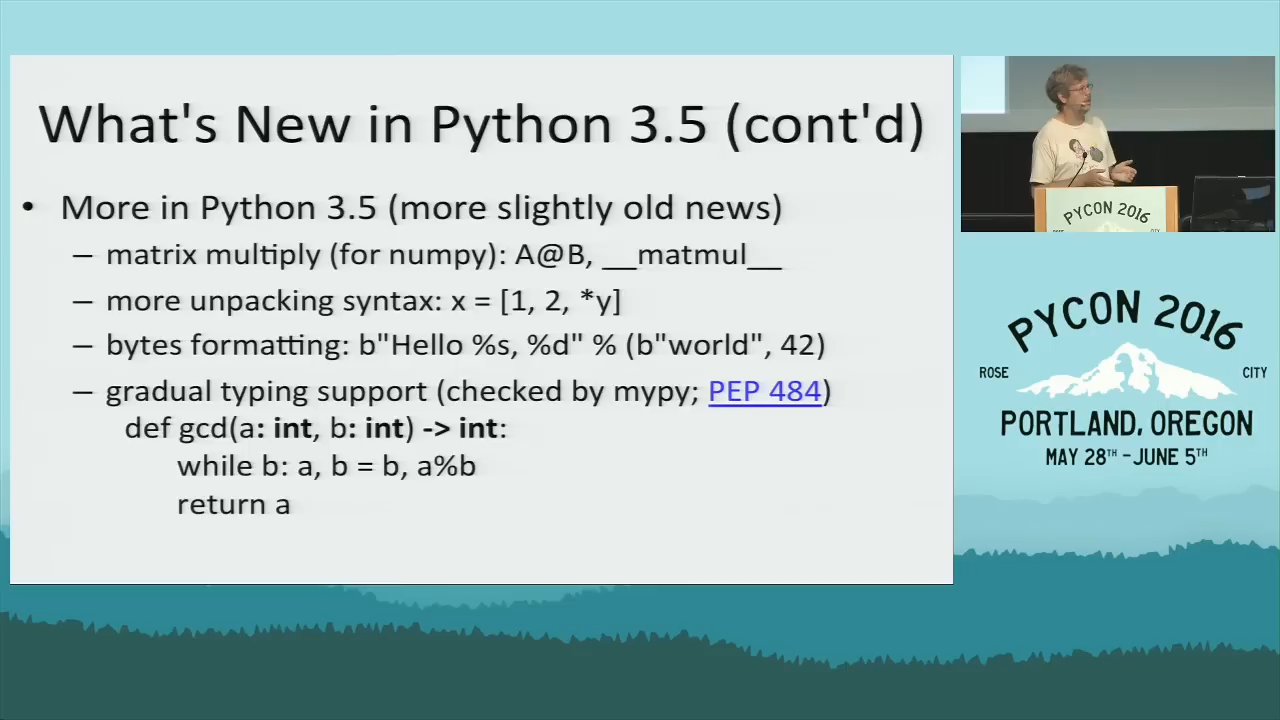 What's New in Python 3.5 (cont'd)
• More in Python 3.5 (more slightly old news)
– matrix multiply (for numpy): A@B, __matmul__
– more unpacking syntax: x = [1, 2, *y]
– bytes formatting: b"Hello %s, %d" % (b"world", 42)
– gradual typing support (checked by mypy; PEP 484)
def gcd(a: int, b: int) -> int:
while b: a, b = b, a%b
return a
PYCON 2016
PYCON 2016
ROSE CITY
PORTLAND, OREGON
MAY 28TH - JUNE 5TH